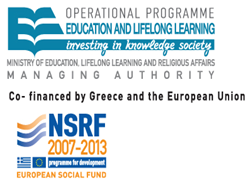 OPERATIONAL PROGRAMME
EDUCATION AND LIFELONG LEARNING
investing in knowledge society
MINISTRY OF EDUCATION, LIFELONG LEARNING AND RELIGIOUS AFFAIRS
MANAGING AUTHORITY
Co- financed by Greece and the European Union
NSRF
2007-2013
programme for development
EUROPEAN SOCIAL FUND